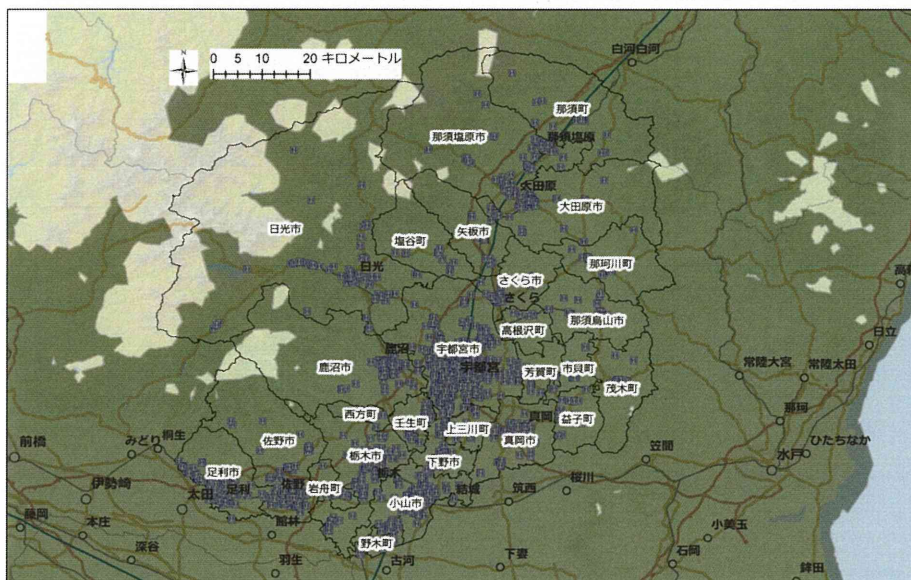 白河白河
N
0 5 10 20 キロメートル
那須町
那須塩原市
那須塩原
大田原
大田原市
日光市
矢板市
塩谷町
那珂川町
日光
さくら市
さくら
高根沢町
那須烏山市
日立
宇都宮市
鹿沼
宇都宮
鹿沼市
芳賀町
市貝町
茂木町
常陸大宮
常陸太田
西方町
壬生町
益子町
那珂
上三川町
真岡
真岡市
佐野市
前橋
みどり
桐生
栃木市
栃木
下野市
笠間
水戸
ひたちなか
足利市
足利
伊勢崎
太田
佐野
岩舟町
小山市
結城
筑西
桜川
藤岡
本庄
館林
小美玉
野木町
深谷
羽生
古河
下妻
石岡
鉾田